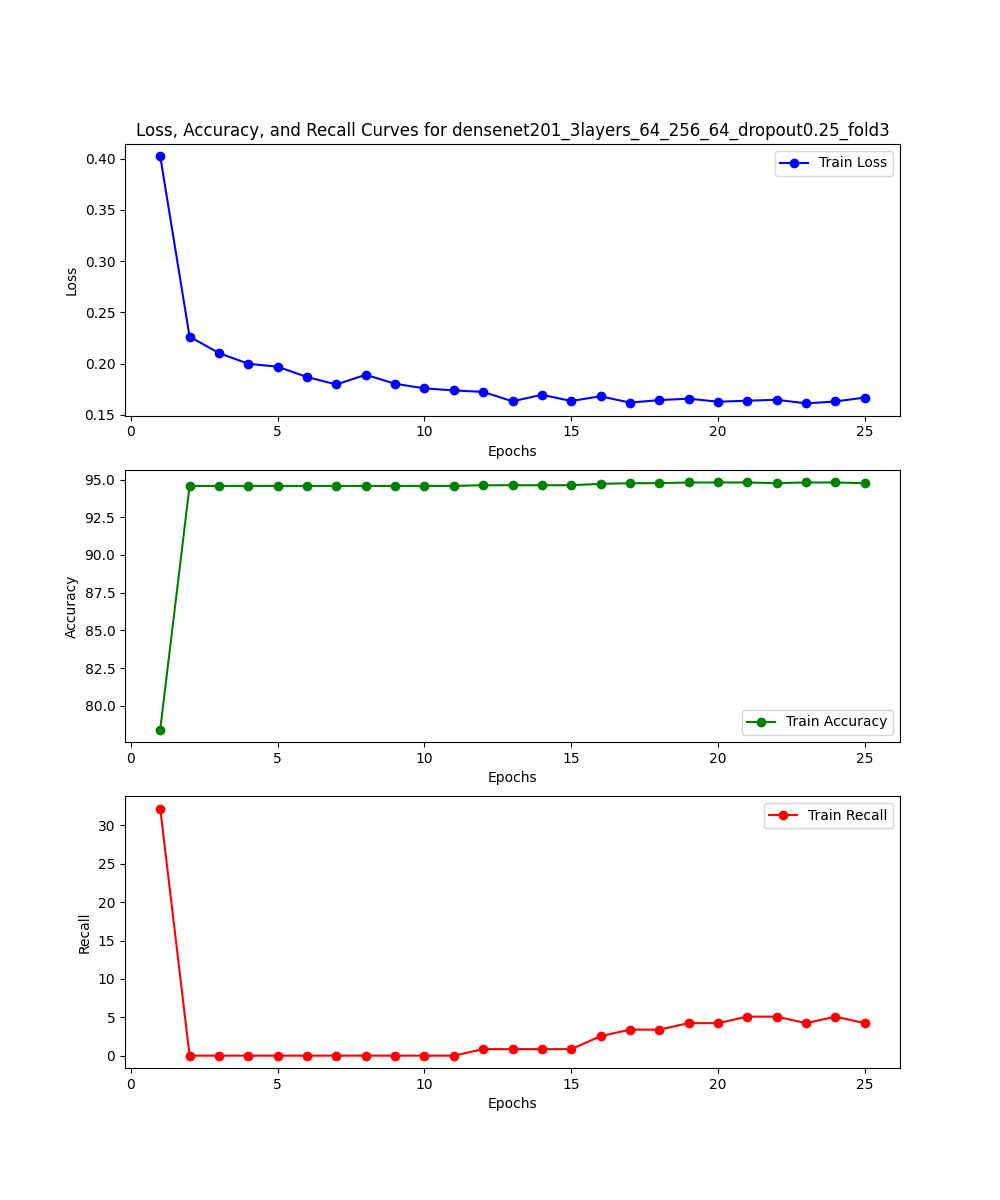 Loss, Accuracy, and Recall Curves for densenet201_3layers_64_256_64_dropout0.25_fold3
Train Loss
0.40
0.35
0.30
0.25
0.20
0.15
Loss
0 5 10 15 20 25
Epochs
95.0
92.5
90.0
87.5
85.0
82.5
80.0
Accuracy
Train Accuracy
0 5 10 15 20 25
Epochs
Train Recall
30
25
20
15
10
5
0
Recall
0 5 10 15 20 25
Epochs